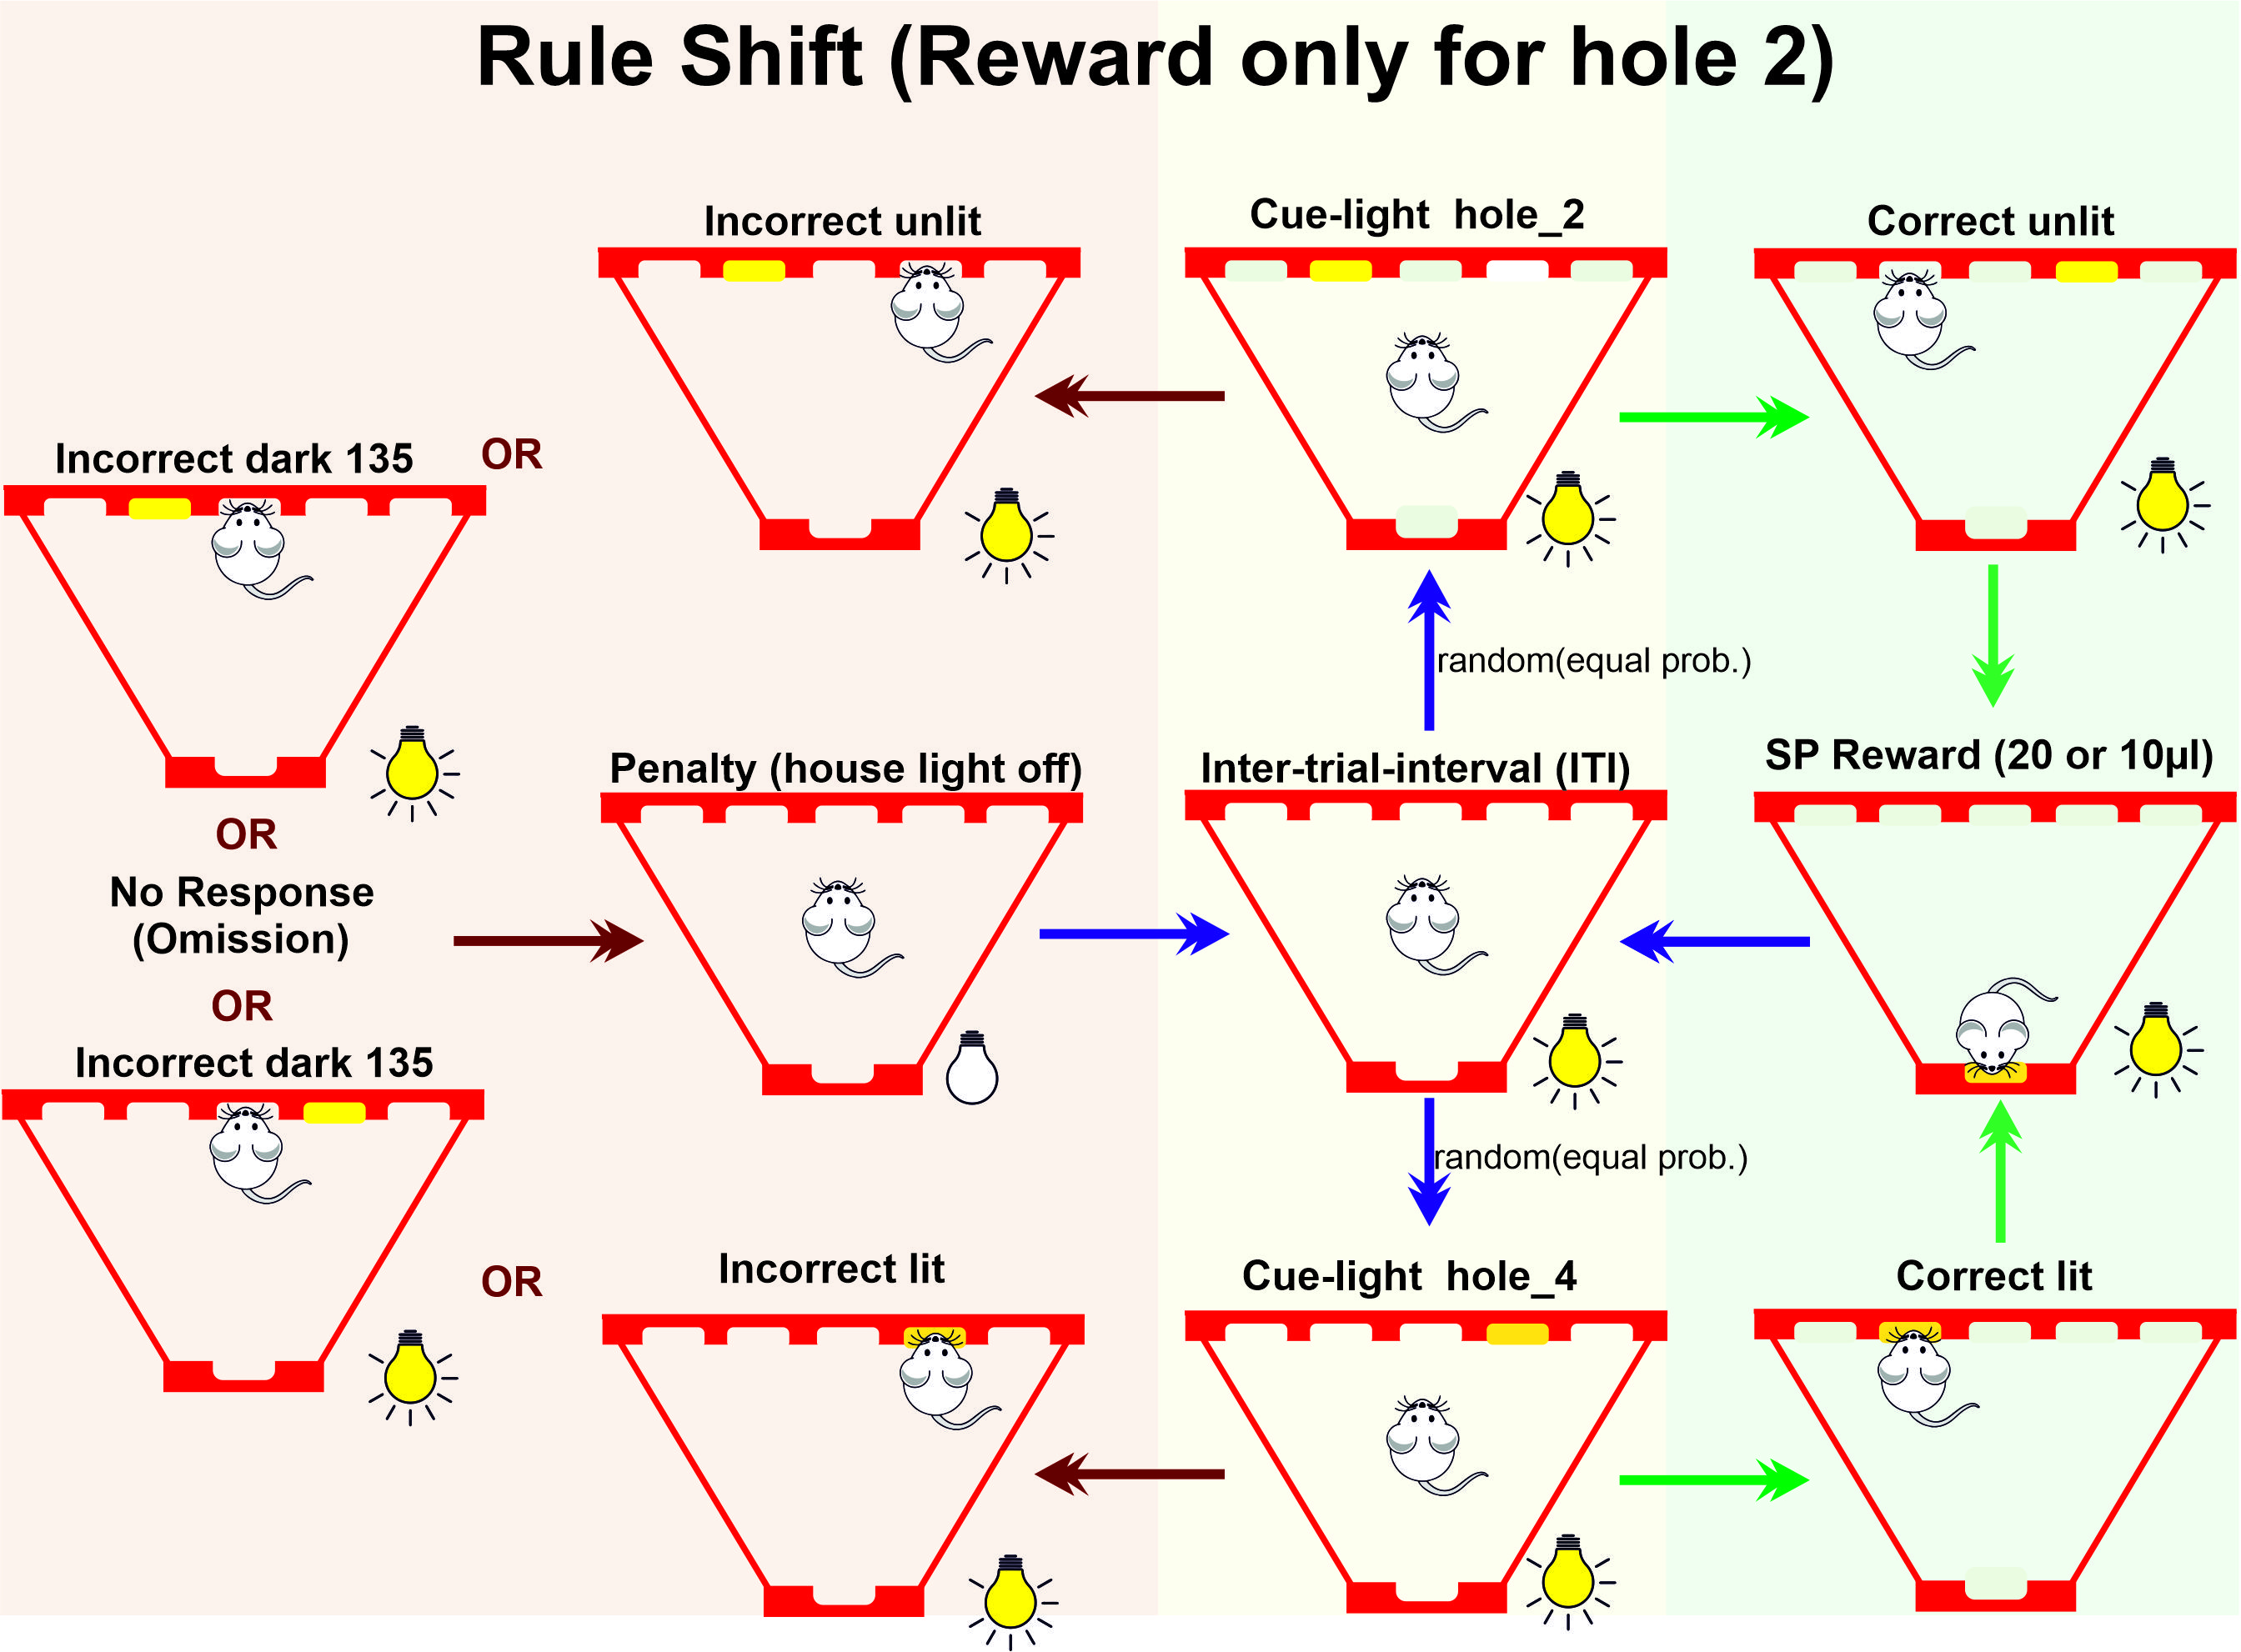 Rule Shift (Reward only for hole 2)
Incorrect unlit
Cue-light hole_2
Correct unlit
Incorrect dark 135
OR
random(equal prob.)
Penalty (house light off)
Inter-trial-interval (ITI)
SP Reward (20 or 10µl)
OR
No Response
(Omission)
OR
Incorrect dark 135
random(equal prob.)
OR
Incorrect lit
Cue-light hole_4
Correct lit